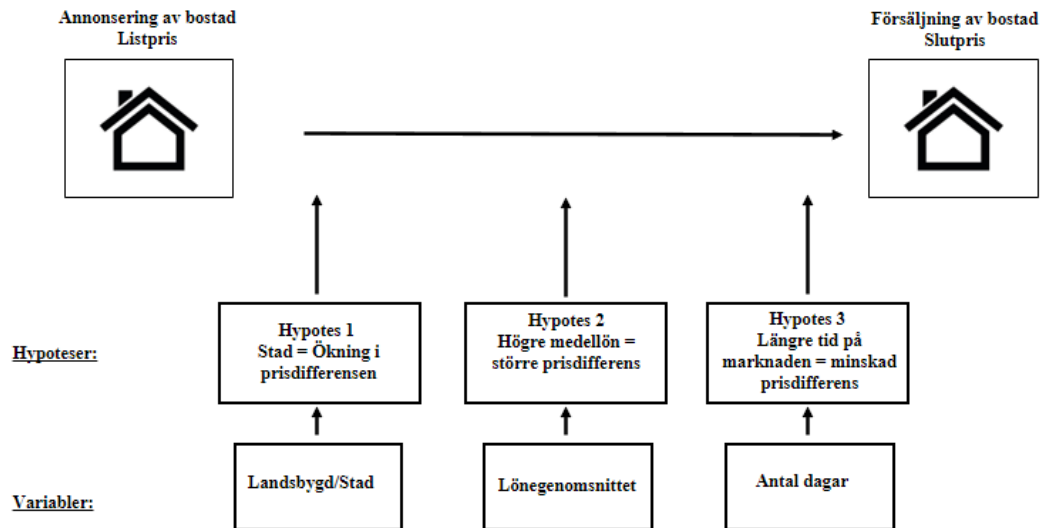 Annonsering av bostad
Listpris
Försäljning av bostad
Slutpris
Hypoteser:
Hypotes 1
Stad = Ökning i
prisdifferensen
Hypotes 2
Högre medellön =
större prisdifferens
Hypotes 3
Längre tid på
marknaden = minskad
prisdifferens
Variabler:
Landsbygd/Stad
Lönegenomsnittet
Antal dagar